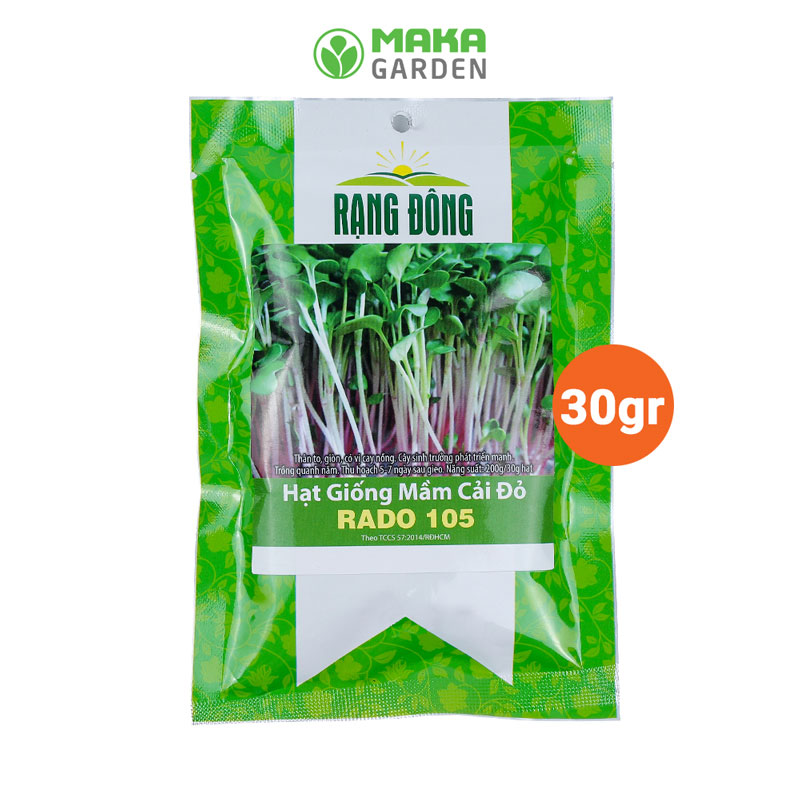 MAKA
GARDEN
RẠNG ĐÔNG
30gr
Thân to, giòn, có vị cay nồng. Cây sinh trưởng phát triển mạnh.
Trồng quanh năm. Thu hoạch 5-7 ngày sau gieo. Năng suất: 200g/30g hạt
Hạt Giống Mầm Cải Đỏ
RADO 105
Theo TCCS 57:2014/RĐHCM